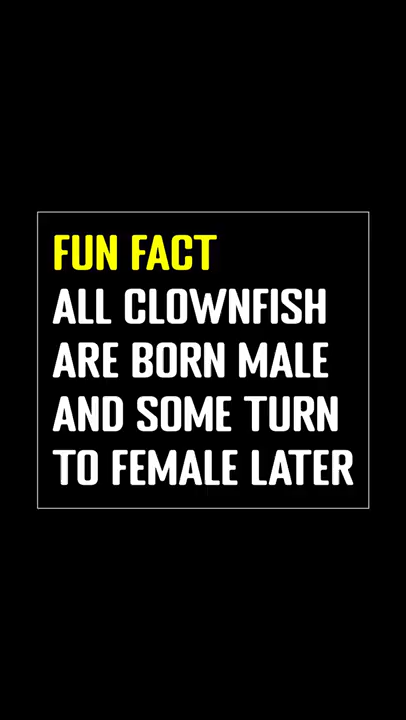 FUN FACT
ALL CLOWNFISH
ARE BORN MALE
AND SOME TURN
TO FEMALE LATER